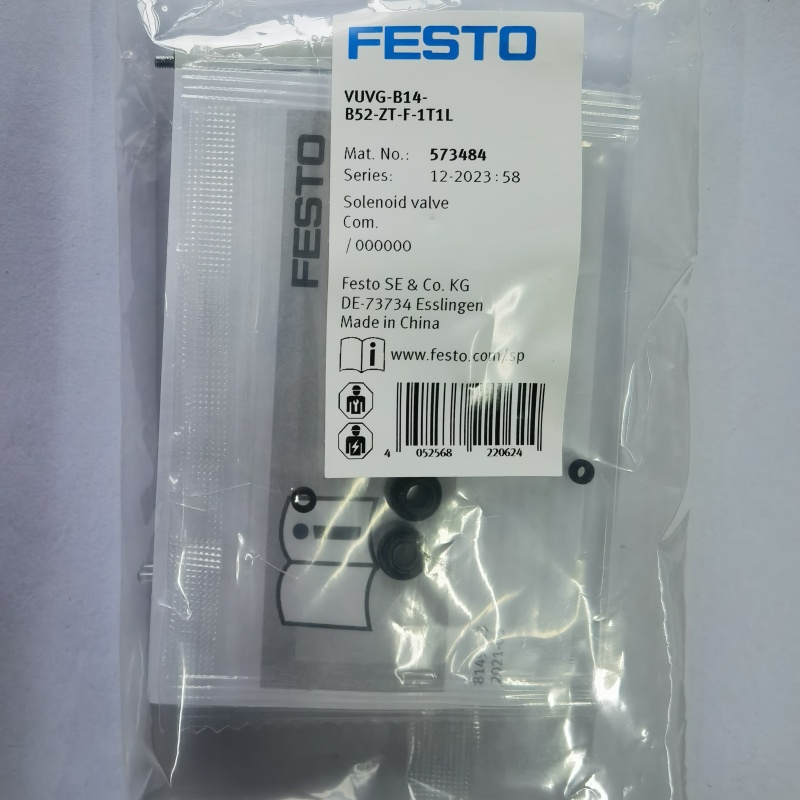 FESTO
VUVG-B14-
B52-ZT-F-1T1L
Mat. No.: 573484
Series: 12-2023:58
Solenoid valve
Com.
/ 000000
Festo SE & Co. KG
DE-73734 Esslingen
Made in China
www.festo.com/sp
4 052568 220624
FESTO